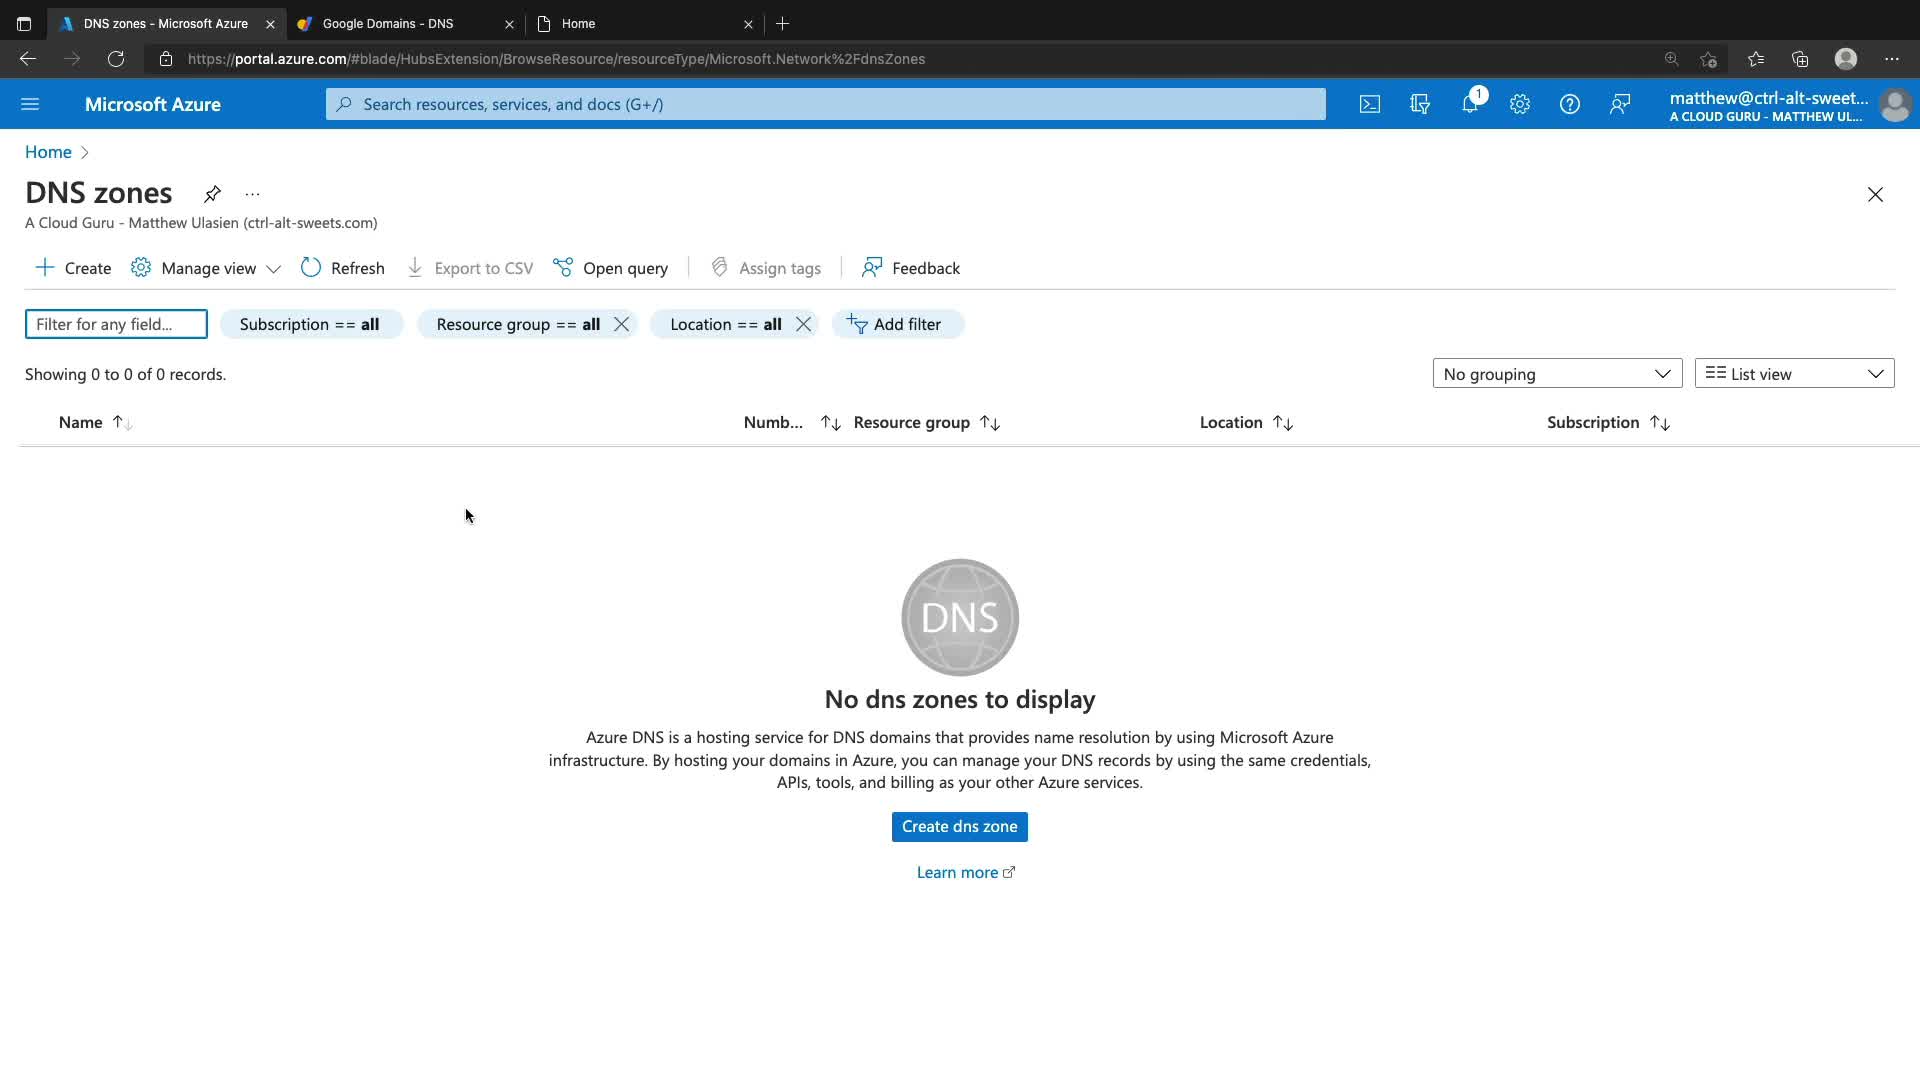 DNS zones - Microsoft Azure
Google Domains - DNS
Home
https://portal.azure.com/#blade/HubsExtension/BrowseResource/resourceType/Microsoft.Network%2FdnsZones
Microsoft Azure
Search resources, services, and docs (G+/)
1
matthew@ctrl-alt-sweet...
A CLOUD GURU - MATTHEW UL...
Home
DNS zones
A Cloud Guru - Matthew Ulasien (ctrl-alt-sweets.com)
Create
Manage view
Refresh
Export to CSV
Open query
Assign tags
Feedback
Filter for any field...
Subscription == all
Resource group == all
Location == all
Add filter
Showing 0 to 0 of 0 records.
No grouping
List view
Name
Numb...
Resource group
Location
Subscription
DNS
No dns zones to display
Azure DNS is a hosting service for DNS domains that provides name resolution by using Microsoft Azure
infrastructure. By hosting your domains in Azure, you can manage your DNS records by using the same credentials,
APIs, tools, and billing as your other Azure services.
Create dns zone
Learn more